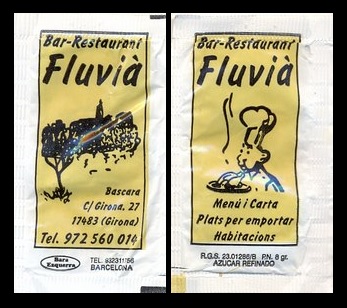 Bar-Restaurant
Fluvià
Bascara
C/ Girona. 27
17483 (Girona)
Tel. 972 560 014
Bars
Ezquerra
TEL. 932311156
BARCELONA
Bar-Restaurant
Fluvià
Menú i Carta
Plats per emportar
Habitacions
R.G.S. 23.01286/B P.N. 8 gr.
AZUCAR REFINADO